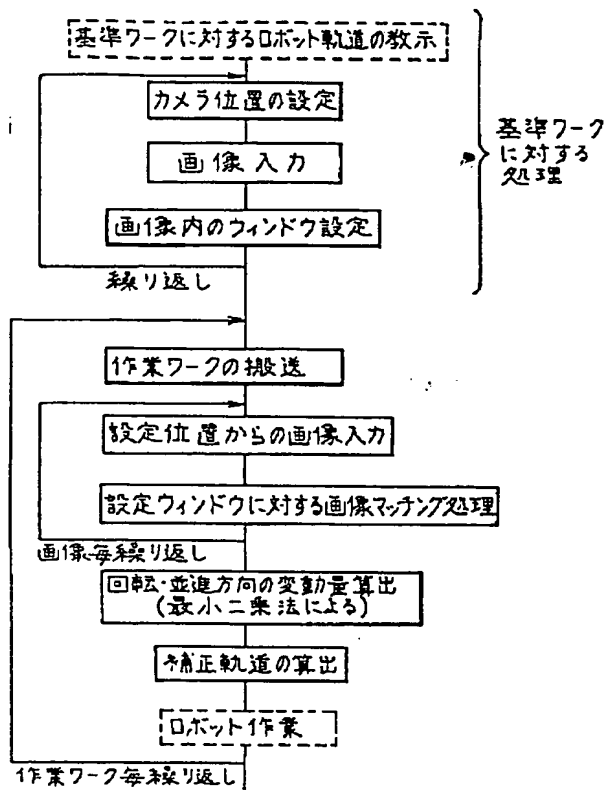 基準ワークに対するロボット軌道の教示
カメラ位置の設定
画像入力
画像内のウィンドウ設定
繰り返し
基準ワーク
に対する
処理
作業ワークの搬送
設定位置からの画像入力
設定ウィンドウに対する画像マッチング処理
画像毎繰り返し
回転・並進方向の変動量算出
(最小二乗法による)
補正軌道の算出
ロボット作業
作業ワーク毎繰り返し